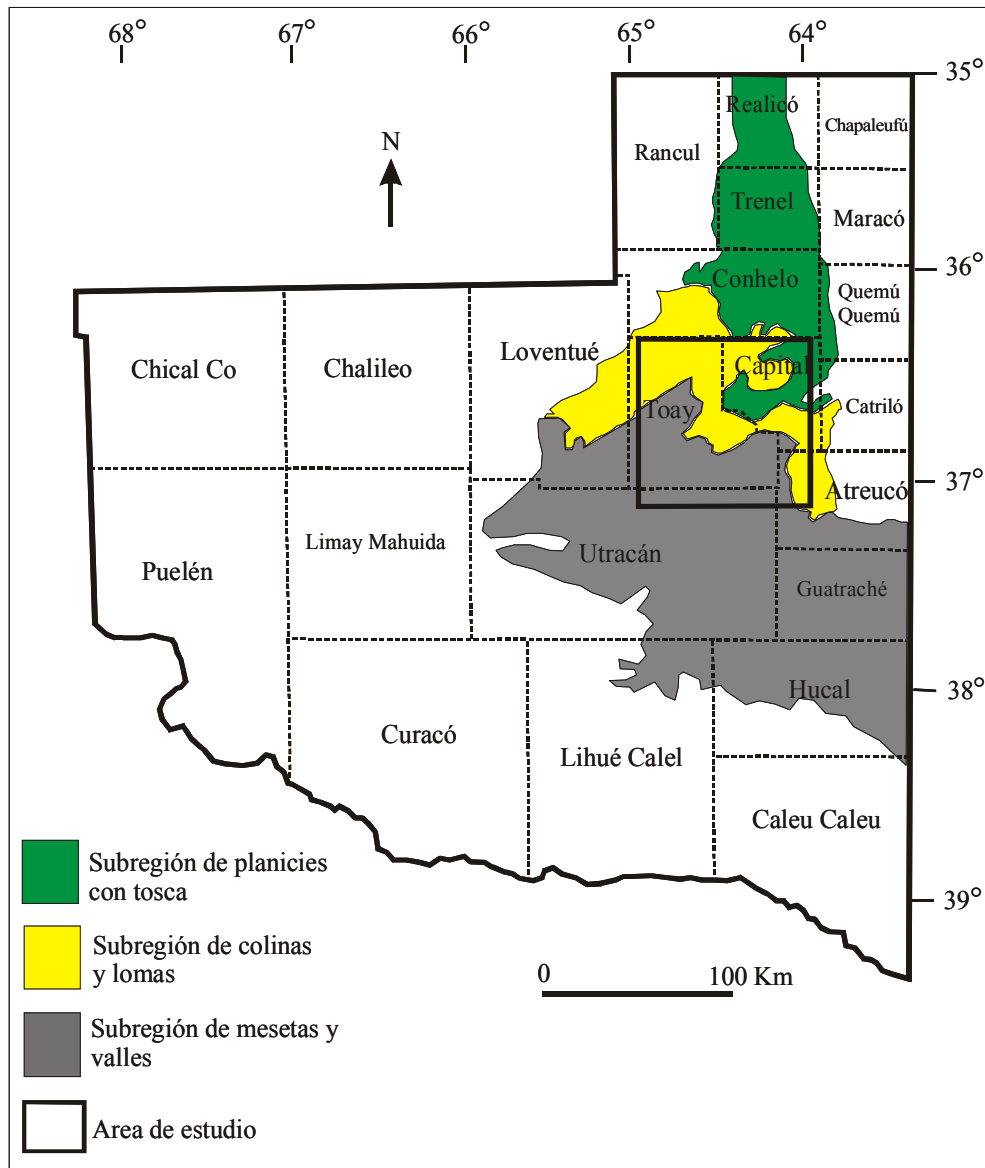 68°
67°
66°
65°
64°
35°
Realicó
Chapaleufú
N
Rancul
Trenel
Maracó
36°
Conhelo
Quemú
Quemú
Loventué
Chical Co
Chalileo
Capital
Toay
Catriló
37°
Atreucó
Limay Mahuida
Utracán
Puelén
Guatraché
Hucal
38°
Curacó
Lihué Calel
Caleu Caleu
Subregión de planicies
con tosca
39°
Subregión de colinas
y lomas
0
100 Km
Subregión de mesetas y
valles
Area de estudio